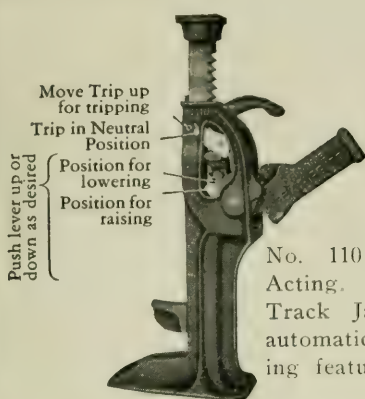 Move Trip up
for tripping
Trip in Neutral
Position
Push lever up or
down as desired
Position for
lowering
Position for
raising
No. 110
Acting.
Track Ja
automatic
ing featu